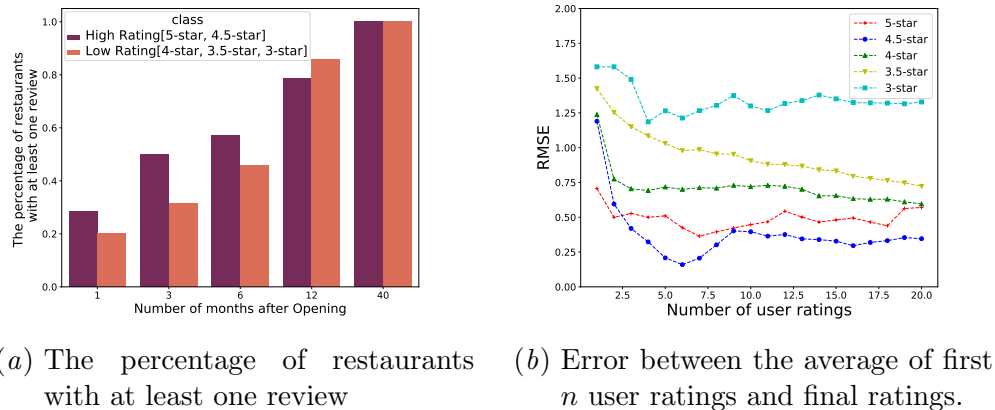 The percentage of restaurants
with at least one review
1.0
0.8
0.6
0.4
0.2
0.0
class
High Rating[5-star, 4.5-star]
Low Rating[4-star, 3.5-star, 3-star]
1 3 6 12 40
Number of months after Opening
RMSE
2.00
1.75
1.50
1.25
1.00
0.75
0.50
0.25
0.00
5-star
4.5-star
4-star
3.5-star
3-star
2.5 5.0 7.5 10.0 12.5 15.0 17.5 20.0
Number of user ratings
a) The percentage of restaurants
with at least one review
(b) Error between the average of first
n user ratings and final ratings.